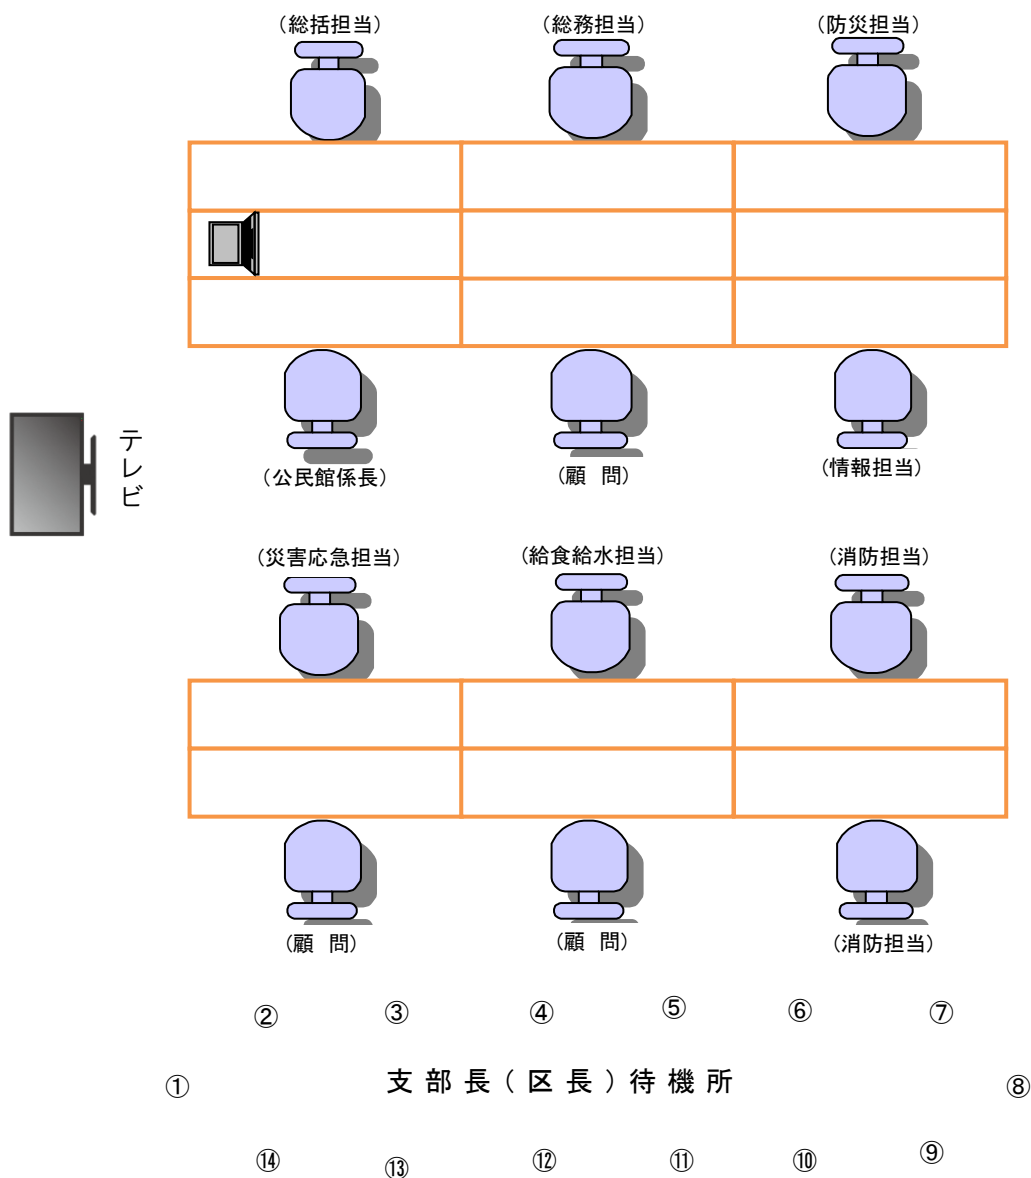 （総括担当）
（総務担当）
（防災担当）
テレビ
（公民館係長）
（顧　問）
（情報担当）
（災害応急担当）
（給食給水担当）
（消防担当）
（顧　問）
（顧　問）
（消防担当）
②
③
④
⑤
⑥
⑦
①
支部長（区長）待機所
⑧
⑭
⑬
⑫
⑪
⑩
⑨